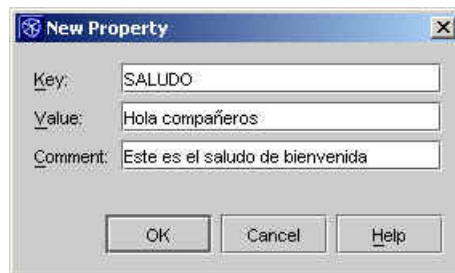 New Property
Key: SALUDO
Value: Hola compañeros
Comment: Este es el saludo de bienvenida
OK Cancel Help